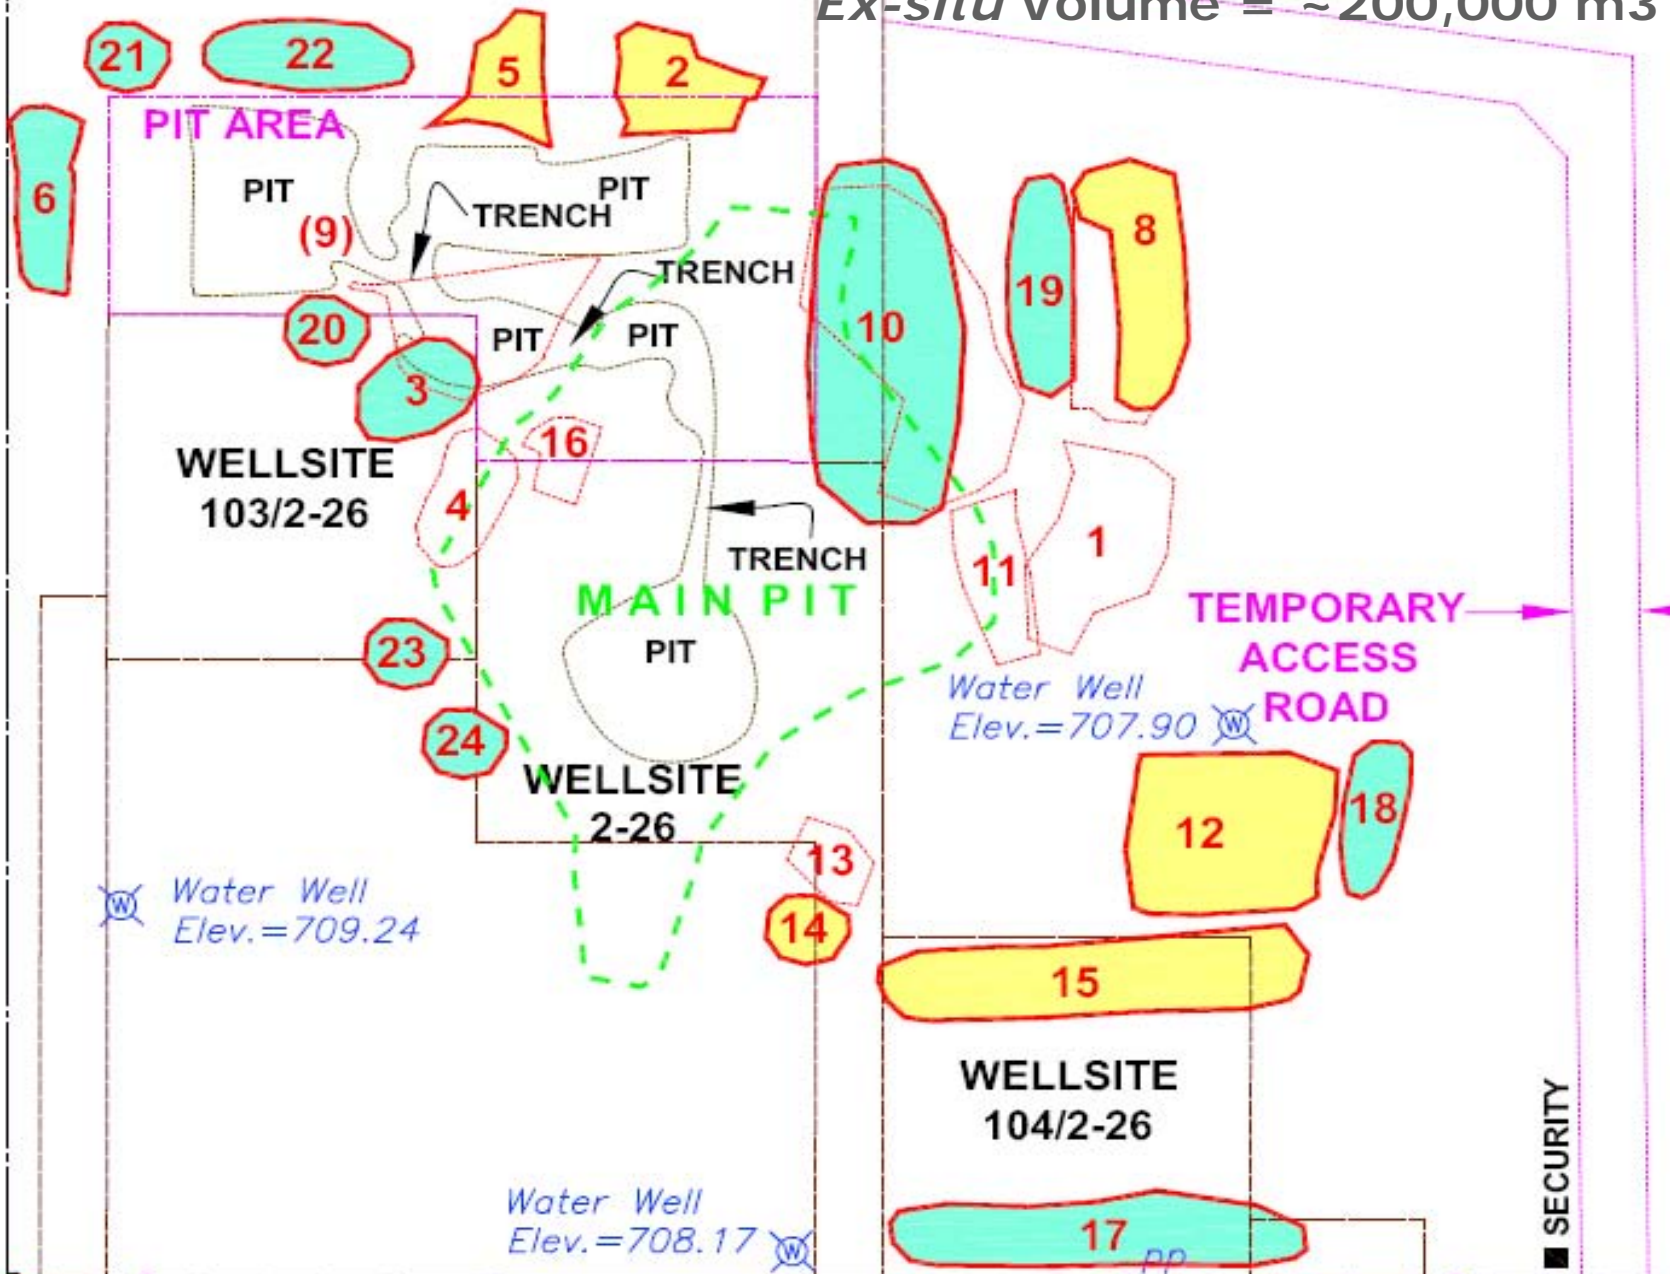 Ex-situ Volume = ~200,000 m3
21
22
5
2
PIT AREA
6
PIT
PIT
TRENCH
(9)
8
TRENCH
19
20
PIT
PIT
10
3
16
WELLSITE
103/2-26
4
TRENCH
1
11
MAIN PIT
TEMPORARY
ACCESS
ROAD
23
PIT
Water Well
Elev.=707.90
W
24
WELLSITE
2-26
12
18
13
W
Water Well
Elev.=709.24
14
15
WELLSITE
104/2-26
SECURITY
Water Well
Elev.=708.17
W
17
pp